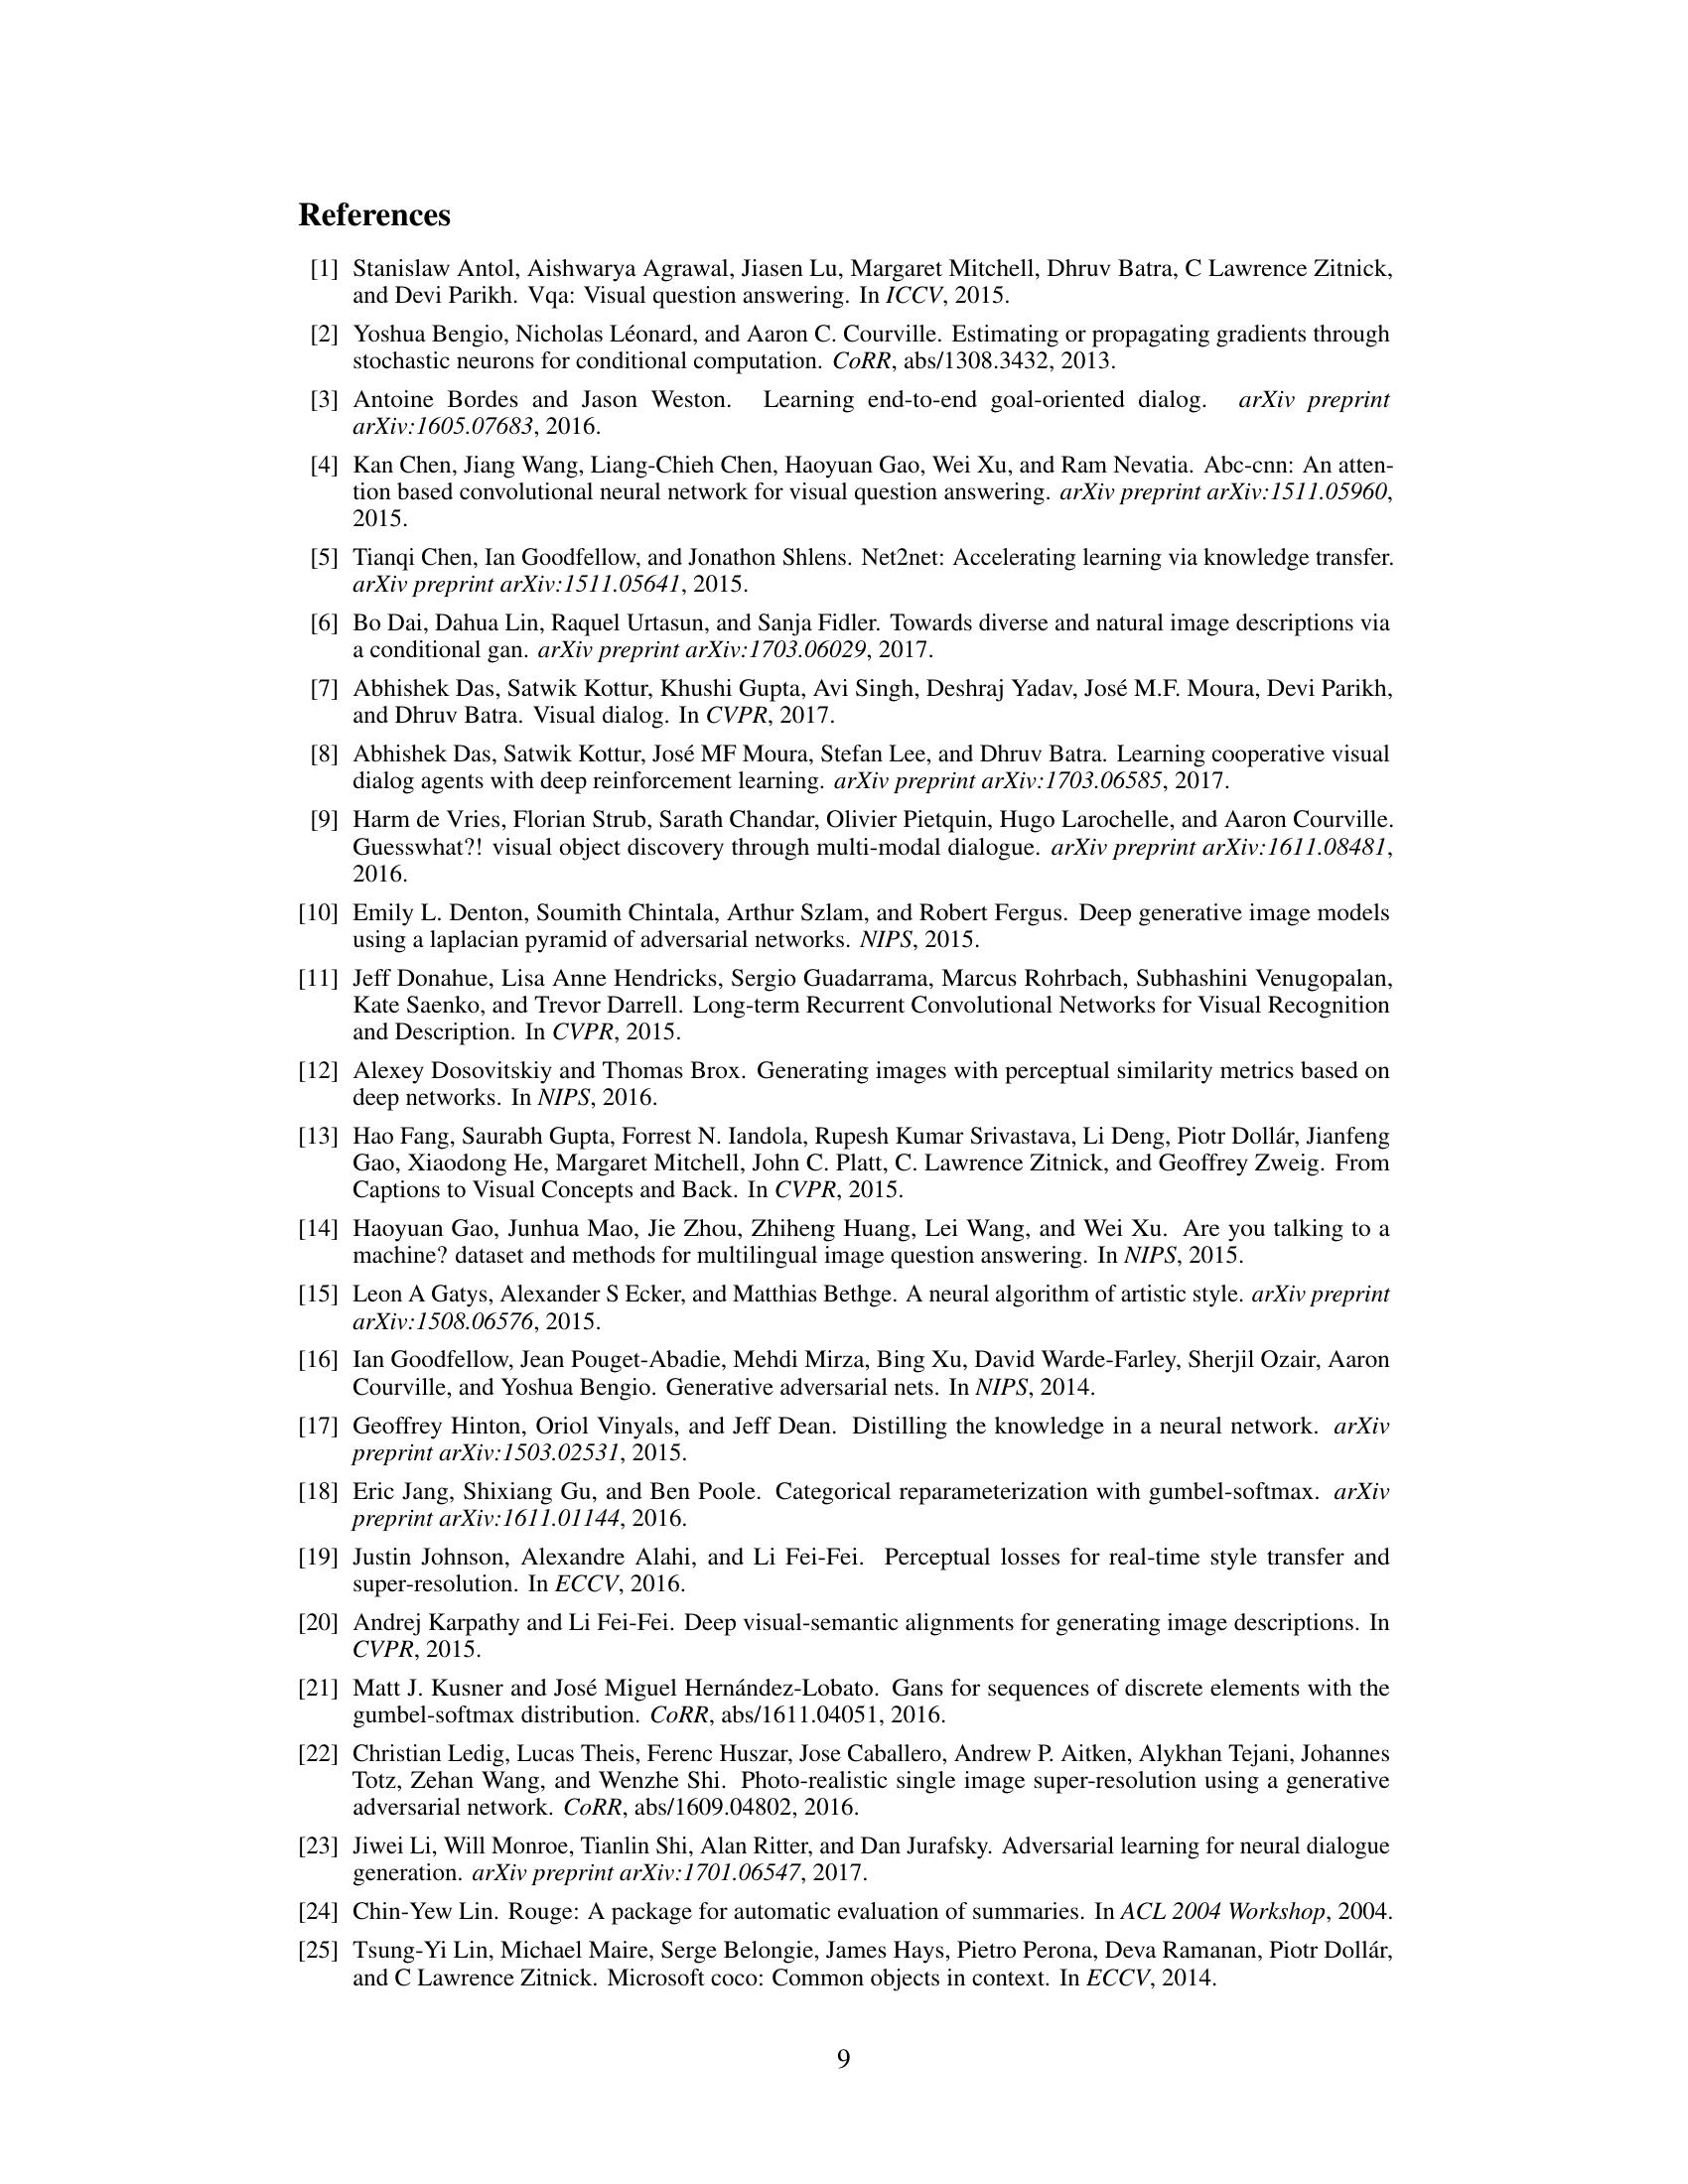 References
[1] Stanislaw Antol, Aishwarya Agrawal, Jiasen Lu, Margaret Mitchell, Dhruv Batra, C Lawrence Zitnick,
and Devi Parikh. Vqa: Visual question answering. In ICCV, 2015.
[2] Yoshua Bengio, Nicholas Léonard, and Aaron C. Courville. Estimating or propagating gradients through
stochastic neurons for conditional computation. CoRR, abs/1308.3432, 2013.
[3] Antoine Bordes and Jason Weston. Learning end-to-end goal-oriented dialog. arXiv preprint
arXiv:1605.07683, 2016.
[4] Kan Chen, Jiang Wang, Liang-Chieh Chen, Haoyuan Gao, Wei Xu, and Ram Nevatia. Abc-cnn: An atten-
tion based convolutional neural network for visual question answering. arXiv preprint arXiv:1511.05960,
2015.
[5] Tianqi Chen, Ian Goodfellow, and Jonathon Shlens. Net2net: Accelerating learning via knowledge transfer.
arXiv preprint arXiv:1511.05641, 2015.
[6] Bo Dai, Dahua Lin, Raquel Urtasun, and Sanja Fidler. Towards diverse and natural image descriptions via
a conditional gan. arXiv preprint arXiv:1703.06029, 2017.
[7] Abhishek Das, Satwik Kottur, Khushi Gupta, Avi Singh, Deshraj Yadav, José M.F. Moura, Devi Parikh,
and Dhruv Batra. Visual dialog. In CVPR, 2017.
[8] Abhishek Das, Satwik Kottur, José MF Moura, Stefan Lee, and Dhruv Batra. Learning cooperative visual
dialog agents with deep reinforcement learning. arXiv preprint arXiv:1703.06585, 2017.
[9] Harm de Vries, Florian Strub, Sarath Chandar, Olivier Pietquin, Hugo Larochelle, and Aaron Courville.
Guesswhat?! visual object discovery through multi-modal dialogue. arXiv preprint arXiv:1611.08481,
2016.
[10] Emily L. Denton, Soumith Chintala, Arthur Szlam, and Robert Fergus. Deep generative image models
using a laplacian pyramid of adversarial networks. NIPS, 2015.
[11] Jeff Donahue, Lisa Anne Hendricks, Sergio Guadarrama, Marcus Rohrbach, Subhashini Venugopalan,
Kate Saenko, and Trevor Darrell. Long-term Recurrent Convolutional Networks for Visual Recognition
and Description. In CVPR, 2015.
[12] Alexey Dosovitskiy and Thomas Brox. Generating images with perceptual similarity metrics based on
deep networks. In NIPS, 2016.
[13] Hao Fang, Saurabh Gupta, Forrest N. Iandola, Rupesh Kumar Srivastava, Li Deng, Piotr Dollár, Jianfeng
Gao, Xiaodong He, Margaret Mitchell, John C. Platt, C. Lawrence Zitnick, and Geoffrey Zweig. From
Captions to Visual Concepts and Back. In CVPR, 2015.
[14] Haoyuan Gao, Junhua Mao, Jie Zhou, Zhiheng Huang, Lei Wang, and Wei Xu. Are you talking to a
machine? dataset and methods for multilingual image question answering. In NIPS, 2015.
[15] Leon A Gatys, Alexander S Ecker, and Matthias Bethge. A neural algorithm of artistic style. arXiv preprint
arXiv:1508.06576, 2015.
[16] Ian Goodfellow, Jean Pouget-Abadie, Mehdi Mirza, Bing Xu, David Warde-Farley, Sherjil Ozair, Aaron
Courville, and Yoshua Bengio. Generative adversarial nets. In NIPS, 2014.
[17] Geoffrey Hinton, Oriol Vinyals, and Jeff Dean. Distilling the knowledge in a neural network. arXiv
preprint arXiv:1503.02531, 2015.
[18] Eric Jang, Shixiang Gu, and Ben Poole. Categorical reparameterization with gumbel-softmax. arXiv
preprint arXiv:1611.01144, 2016.
[19] Justin Johnson, Alexandre Alahi, and Li Fei-Fei. Perceptual losses for real-time style transfer and
super-resolution. In ECCV, 2016.
[20] Andrej Karpathy and Li Fei-Fei. Deep visual-semantic alignments for generating image descriptions. In
CVPR, 2015.
[21] Matt J. Kusner and José Miguel Hernández-Lobato. Gans for sequences of discrete elements with the
gumbel-softmax distribution. CoRR, abs/1611.04051, 2016.
[22] Christian Ledig, Lucas Theis, Ferenc Huszar, Jose Caballero, Andrew P. Aitken, Alykhan Tejani, Johannes
Totz, Zehan Wang, and Wenzhe Shi. Photo-realistic single image super-resolution using a generative
adversarial network. CoRR, abs/1609.04802, 2016.
[23] Jiwei Li, Will Monroe, Tianlin Shi, Alan Ritter, and Dan Jurafsky. Adversarial learning for neural dialogue
generation. arXiv preprint arXiv:1701.06547, 2017.
[24] Chin-Yew Lin. Rouge: A package for automatic evaluation of summaries. In ACL 2004 Workshop, 2004.
[25] Tsung-Yi Lin, Michael Maire, Serge Belongie, James Hays, Pietro Perona, Deva Ramanan, Piotr Dollár,
and C Lawrence Zitnick. Microsoft coco: Common objects in context. In ECCV, 2014.
9